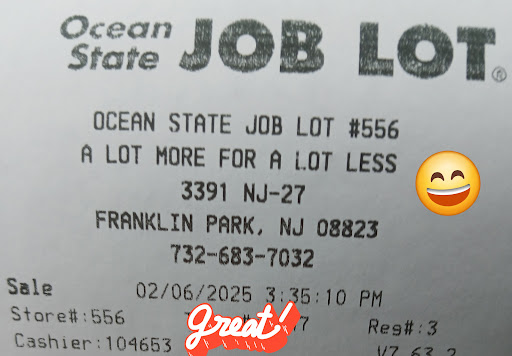 Ocean
State JOB LOT®
OCEAN STATE JOB LOT #556
A LOT MORE FOR A LOT LESS
3391 NJ-27
FRANKLIN PARK, NJ 08823
732-683-7032
Sale 02/06/2025 3:35:10 PM
Store#:556 Reg#:3
great!
Cashier:104653